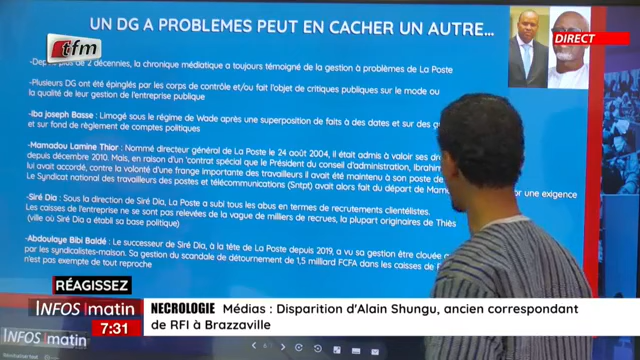 UN DG A PROBLEMES PEUT EN CACHER UN AUTRE...
tfm
DIRECT
plus de 2 décennies, la chronique médiatique a toujours témoigné de la gestion à problèmes de La Poste
-Plusieurs DG ont été épinglés par les corps de contrôle et/ou fait l'objet de critiques publiques sur le mode ou
la qualité de leur gestion de l'entreprise publique
-Iba Joseph Basse : Limogé sous le régime de Wade après une superposition de faits à des dates et sur des
et sur fond de règlement de comptes politiques
-Mamadou Lamine Thior : Nommé directeur général de La Poste le 24 août 2004, il était admis à valoir ses
depuis décembre 2010. Mais, en raison d'un 'contrat spécial que le Président du conseil d'administration,
lui avait accordé, contre la volonté d'une frange importante des travailleurs il avait été maintenu à son poste
Le Syndicat national des travailleurs des postes et télécommunications (Sntpt) avait alors fait du départ de une exigence
-Siré Dia : Sous la direction de Siré Dia, La Poste a subi tous les abus en termes de recrutements clientélistes.
Les caisses de l'entreprise ne se sont pas relevées de la vague de milliers de recrues, la plupart originaires de Thiès
(ville où Siré Dia a établi sa base politique)
-Abdoulaye Bibi Baldé : Le successeur de Siré Dia, à la tête de La Poste depuis 2019, a vu sa gestion être clouée
par les syndicalistes-maison. Sa gestion du scandale de détournement de 1,5 milliard FCFA dans les caisses de
n'est pas exempte de tout reproche
RÉAGISSEZ
INFOS|matin
7:31
NECROLOGIE Médias : Disparition d'Alain Shungu, ancien correspondant
de RFI à Brazzaville
INFOS|matin